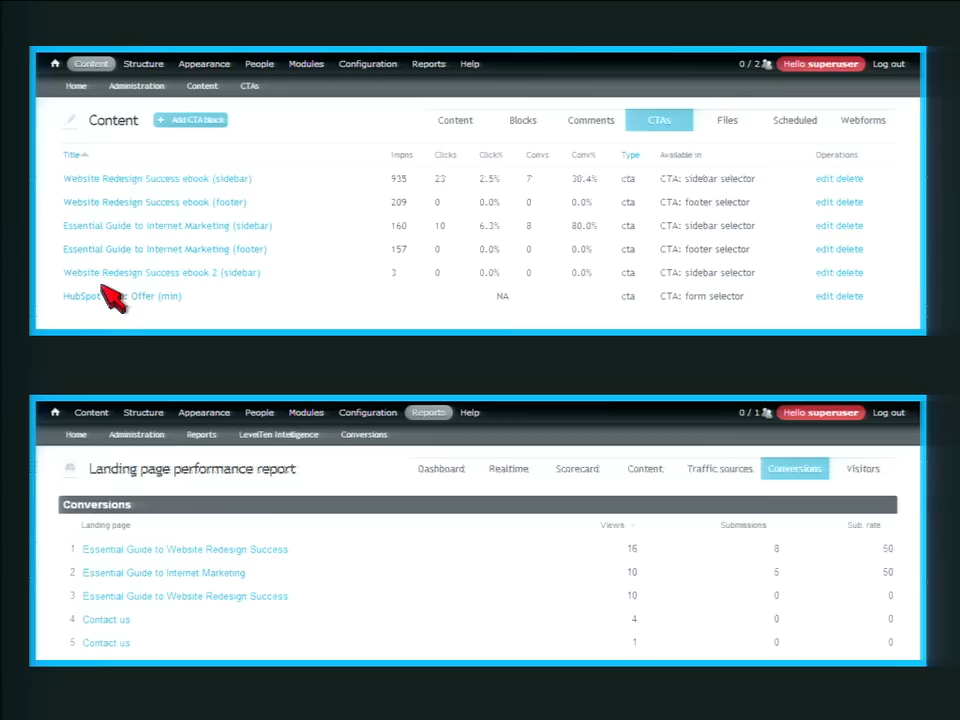 Content Structure Appearance People Modules Configuration Reports Help 0 / 2 Hello superuser Log out
Home Administration Content CTAs
Content + Add CTA block Content Blocks Comments CTAs Files Scheduled Webforms
Title Impns Clicks Click% Convs Conv% Type Available in Operations
Website Redesign Success ebook (sidebar) 935 23 2.5% 7 30.4% cta CTA: sidebar selector edit delete
Website Redesign Success ebook (footer) 209 0 0.0% 0 0.0% cta CTA: footer selector edit delete
Essential Guide to Internet Marketing (sidebar) 160 10 6.3% 8 80.0% cta CTA: sidebar selector edit delete
Essential Guide to Internet Marketing (footer) 157 0 0.0% 0 0.0% cta CTA: footer selector edit delete
Website Redesign Success ebook 2 (sidebar) 3 0 0.0% 0 0.0% cta CTA: sidebar selector edit delete
HubSpot Offer (min) NA cta CTA: form selector edit delete
Content Structure Appearance People Modules Configuration Reports Help 0 / 1 Hello superuser Log out
Home Administration Reports LevelTen Intelligence Conversions
Landing page performance report Dashboard Realtime Scorecard Content Traffic sources Conversions Visitors
Conversions
Landing page Views Submissions Sub. rate
1 Essential Guide to Website Redesign Success 16 8 50
2 Essential Guide to Internet Marketing 10 5 50
3 Essential Guide to Website Redesign Success 10 0 0
4 Contact us 4 0 0
5 Contact us 1 0 0